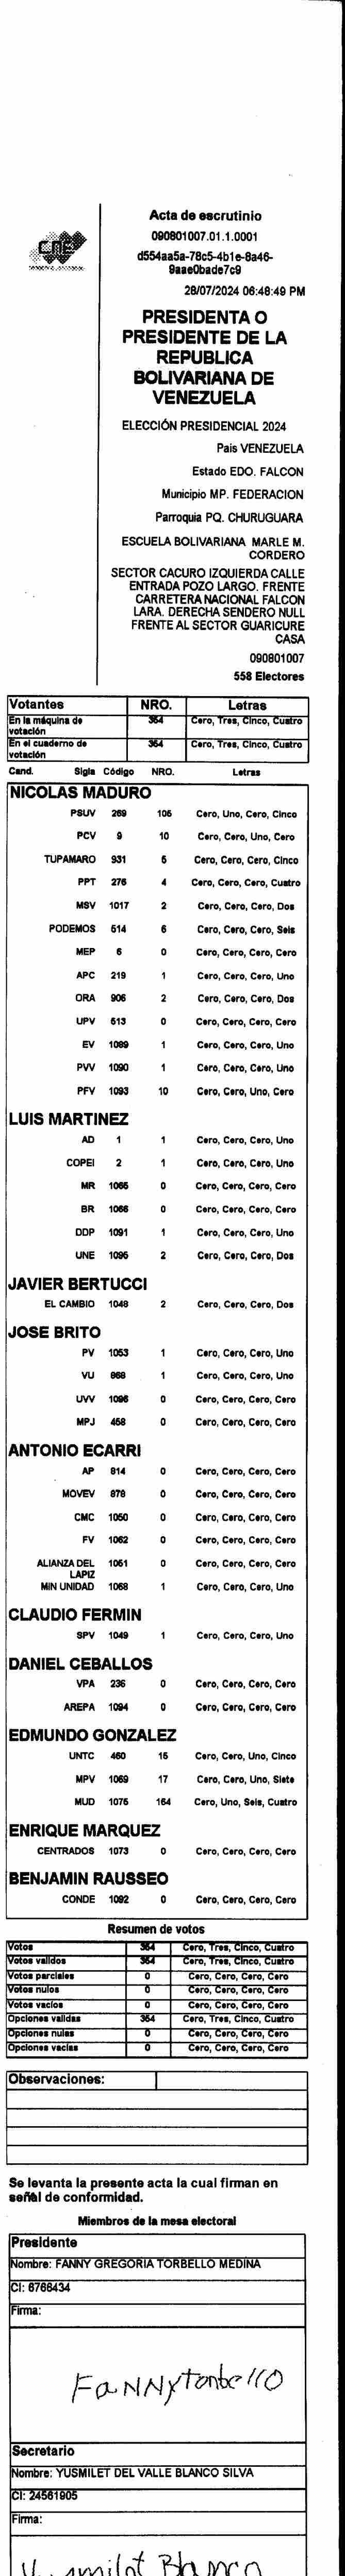 CNE
Acta de escrutinio
090801007.01.1.0001
d554aa5a-78c5-4b1e-8a46-
9aae0bade7c9
28/07/2024 06:48:49 PM
PRESIDENTA O
PRESIDENTE DE LA
REPUBLICA
BOLIVARIANA DE
VENEZUELA
ELECCIÓN PRESIDENCIAL 2024
Pais VENEZUELA
Estado EDO. FALCON
Municipio MP. FEDERACION
Parroquia PQ. CHURUGUARA
ESCUELA BOLIVARIANA MARLE M.
CORDERO
SECTOR CACURO IZQUIERDA CALLE
ENTRADA POZO LARGO. FRENTE
CARRETERA NACIONAL FALCON
LARA. DERECHA SENDERO NULL
FRENTE AL SECTOR GUARICURE
CASA
090801007
558 Electores
Votantes NRO. Letras
En la máquina de votación 354 Cero, Tres, Cinco, Cuatro
En el cuaderno de votación 354 Cero, Tres, Cinco, Cuatro
Cand. Sigla Código NRO. Letras
NICOLAS MADURO
PSUV 269 105 Cero, Uno, Cero, Cinco
PCV 9 10 Cero, Cero, Uno, Cero
TUPAMARO 931 5 Cero, Cero, Cero, Cinco
PPT 276 4 Cero, Cero, Cero, Cuatro
MSV 1017 2 Cero, Cero, Cero, Dos
PODEMOS 514 6 Cero, Cero, Cero, Seis
MEP 6 0 Cero, Cero, Cero, Cero
APC 219 1 Cero, Cero, Cero, Uno
ORA 906 2 Cero, Cero, Cero, Dos
UPV 513 0 Cero, Cero, Cero, Cero
EV 1089 1 Cero, Cero, Cero, Uno
PVV 1090 1 Cero, Cero, Cero, Uno
PFV 1093 10 Cero, Cero, Uno, Cero
LUIS MARTINEZ
AD 1 1 Cero, Cero, Cero, Uno
COPEI 2 1 Cero, Cero, Cero, Uno
MR 1065 0 Cero, Cero, Cero, Cero
BR 1066 0 Cero, Cero, Cero, Cero
DDP 1091 1 Cero, Cero, Cero, Uno
UNE 1095 2 Cero, Cero, Cero, Dos
JAVIER BERTUCCI
EL CAMBIO 1048 2 Cero, Cero, Cero, Dos
JOSE BRITO
PV 1053 1 Cero, Cero, Cero, Uno
VU 868 1 Cero, Cero, Cero, Uno
UVV 1096 0 Cero, Cero, Cero, Cero
MPJ 458 0 Cero, Cero, Cero, Cero
ANTONIO ECARRI
AP 814 0 Cero, Cero, Cero, Cero
MOVEV 878 0 Cero, Cero, Cero, Cero
CMC 1050 0 Cero, Cero, Cero, Cero
FV 1062 0 Cero, Cero, Cero, Cero
ALIANZA DEL LAPIZ 1051 0 Cero, Cero, Cero, Cero
MIN UNIDAD 1068 1 Cero, Cero, Cero, Uno
CLAUDIO FERMIN
SPV 1049 1 Cero, Cero, Cero, Uno
DANIEL CEBALLOS
VPA 236 0 Cero, Cero, Cero, Cero
AREPA 1094 0 Cero, Cero, Cero, Cero
EDMUNDO GONZALEZ
UNTC 460 15 Cero, Cero, Uno, Cinco
MPV 1069 17 Cero, Cero, Uno, Siete
MUD 1075 164 Cero, Uno, Seis, Cuatro
ENRIQUE MARQUEZ
CENTRADOS 1073 0 Cero, Cero, Cero, Cero
BENJAMIN RAUSSEO
CONDE 1092 0 Cero, Cero, Cero, Cero
Resumen de votos
Votos 354 Cero, Tres, Cinco, Cuatro
Votos validos 354 Cero, Tres, Cinco, Cuatro
Votos parciales 0 Cero, Cero, Cero, Cero
Votos nulos 0 Cero, Cero, Cero, Cero
Votos vacíos 0 Cero, Cero, Cero, Cero
Opciones validas 354 Cero, Tres, Cinco, Cuatro
Opciones nulas 0 Cero, Cero, Cero, Cero
Opciones vacías 0 Cero, Cero, Cero, Cero
Observaciones:
Se levanta la presente acta la cual firman en
señal de conformidad.
Miembros de la mesa electoral
Presidente
Nombre: FANNY GREGORIA TORBELLO MEDINA
CI: 6766434
Firma:
FaNNyTorbello
Secretario
Nombre: YUSMILET DEL VALLE BLANCO SILVA
CI: 24561905
Firma:
Yusmilet Blanco